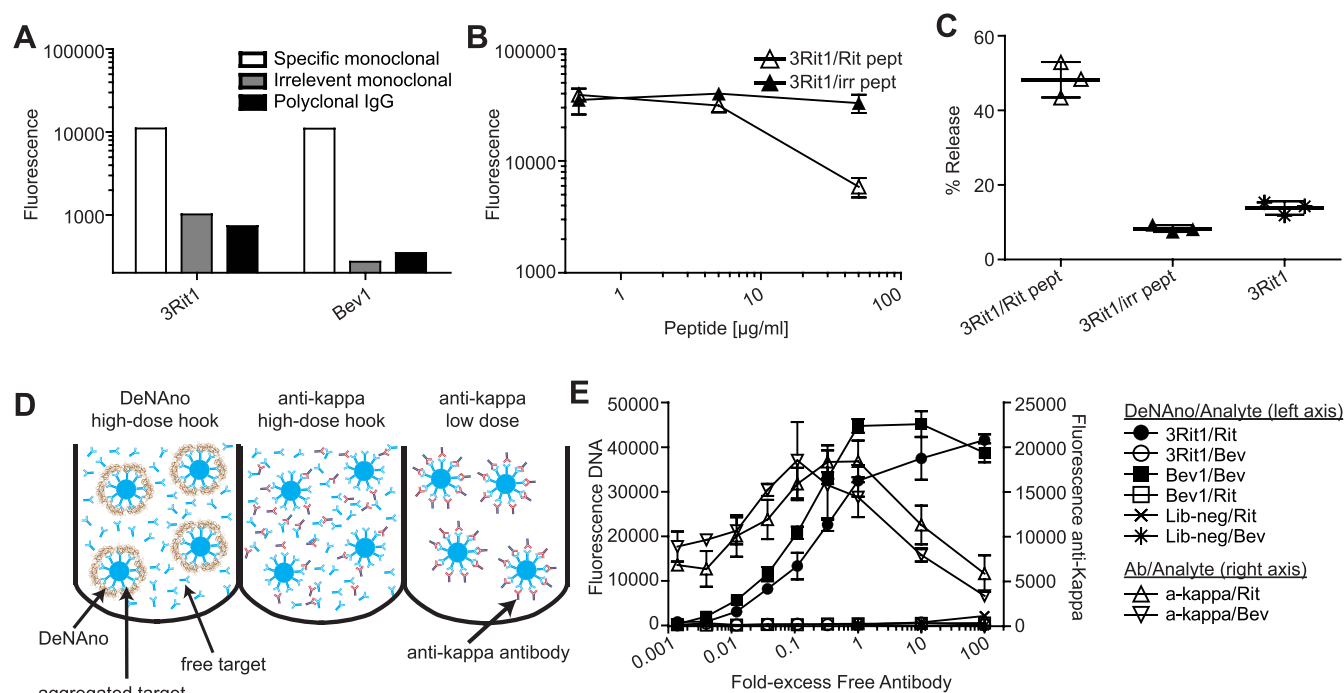 A
Fluorescence
100000
10000
1000
Specific monoclonal
Irrelevent monoclonal
Polyclonal IgG
3Rit1
Bev1
B
Fluorescence
100000
10000
1000
3Rit1/Rit pept
3Rit1/irr pept
1
10
100
Peptide [µg/ml]
C
% Release
60
40
20
0
3Rit1/Rit pept
3Rit1/irr pept
3Rit1
D
DeNAno
high-dose hook
anti-kappa
high-dose hook
anti-kappa
low dose
DeNAno
free target
aggregated target
anti-kappa antibody
E
Fluorescence DNA
50000
40000
30000
20000
10000
0
25000
20000
15000
10000
5000
0
Fluorescence anti-Kappa
0.001
0.01
0.1
1
10
100
Fold-excess Free Antibody
DeNAno/Analyte (left axis)
3Rit1/Rit
3Rit1/Bev
Bev1/Bev
Bev1/Rit
Lib-neg/Rit
Lib-neg/Bev
Ab/Analyte (right axis)
a-kappa/Rit
a-kappa/Bev